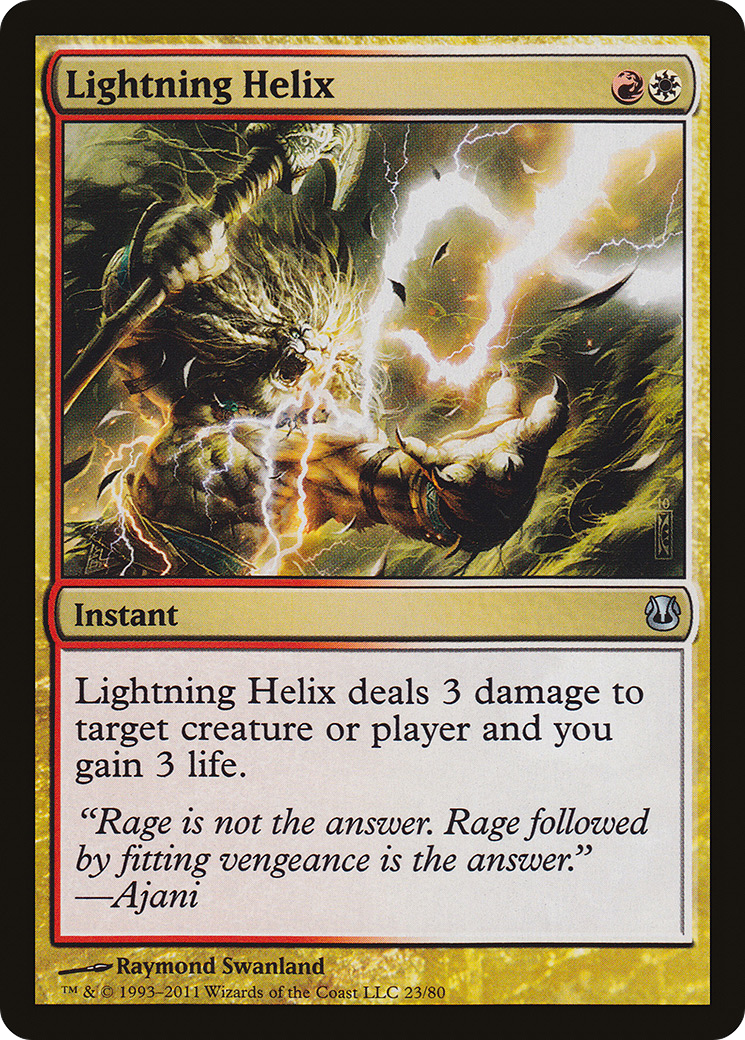 Lightning Helix
Instant
Lightning Helix deals 3 damage to
target creature or player and you
gain 3 life.
“Rage is not the answer. Rage followed
by fitting vengeance is the answer.”
—Ajani
Raymond Swanland
™ & © 1993–2011 Wizards of the Coast LLC 23/80